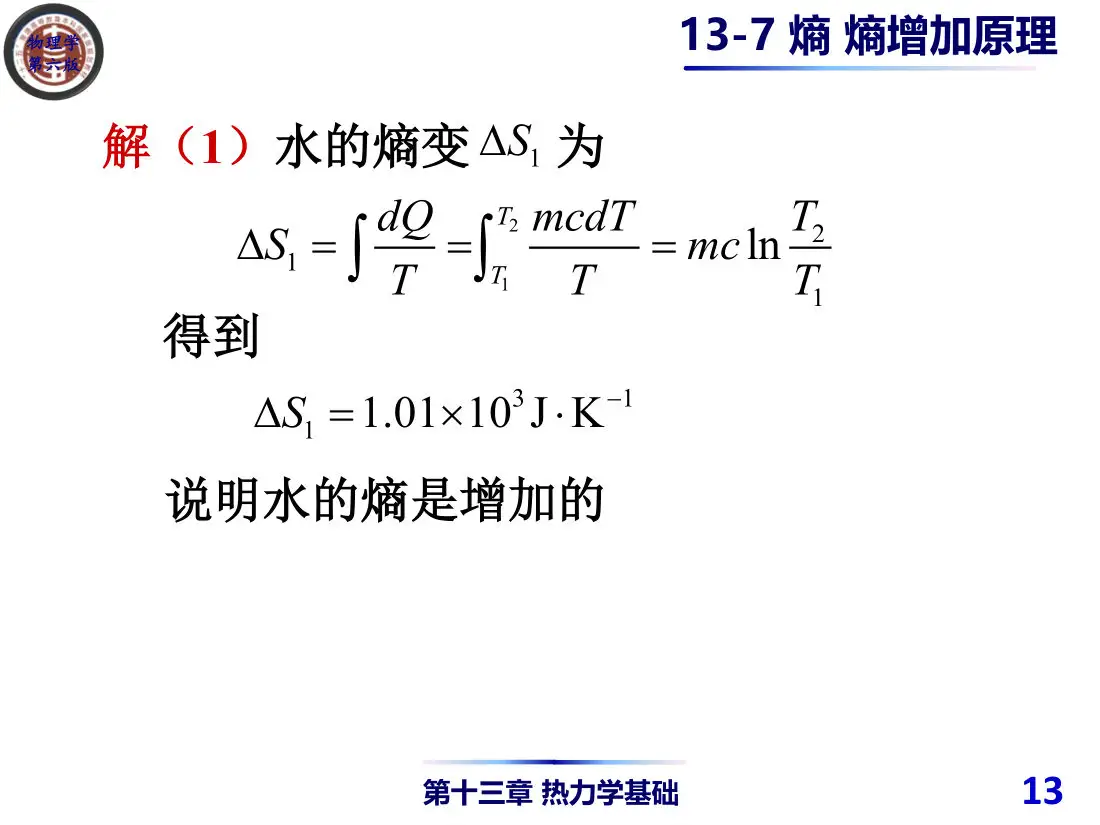 物理学
第六版
13-7 熵 熵增加原理
解（1）水的熵变 ΔS₁ 为
ΔS₁ = ∫ dQ/T = ∫_{T₁}^{T₂} mcdT/T = mc ln T₂/T₁
得到
ΔS₁ = 1.01×10³ J·K⁻¹
说明水的熵是增加的
第十三章 热力学基础
13